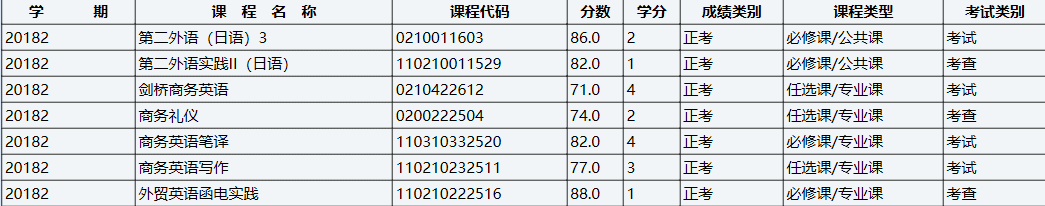 学 期 课 程 名 称 课程代码 分数 学分 成绩类别 课程类型 考试类别
20182 第二外语（日语）3 0210011603 86.0 2 正考 必修课/公共课 考试
20182 第二外语实践II（日语） 110210011529 82.0 1 正考 必修课/公共课 考查
20182 剑桥商务英语 0210422612 71.0 4 正考 任选课/专业课 考试
20182 商务礼仪 0200222504 74.0 2 正考 任选课/专业课 考查
20182 商务英语笔译 110310332520 82.0 4 正考 必修课/专业课 考试
20182 商务英语写作 110210232511 77.0 3 正考 任选课/专业课 考试
20182 外贸英语函电实践 110210222516 88.0 1 正考 必修课/专业课 考查